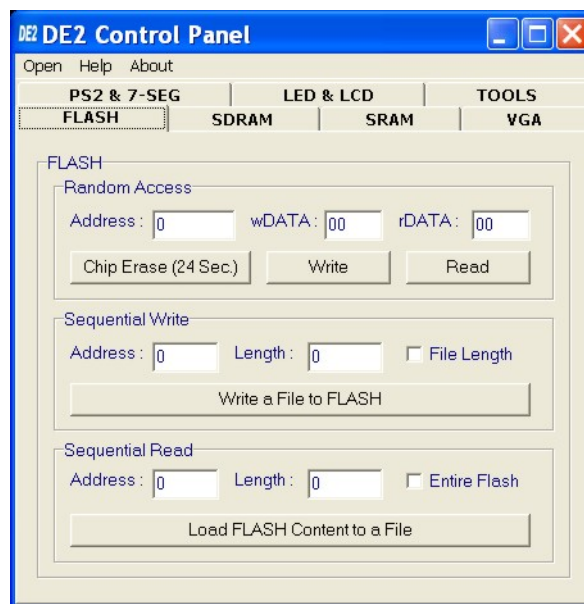 DE2 DE2 Control Panel
Open Help About
PS2 & 7-SEG LED & LCD TOOLS
FLASH SDRAM SRAM VGA
FLASH
Random Access
Address : 0 wDATA : 00 rDATA : 00
Chip Erase (24 Sec.) Write Read
Sequential Write
Address : 0 Length : 0 File Length
Write a File to FLASH
Sequential Read
Address : 0 Length : 0 Entire Flash
Load FLASH Content to a File